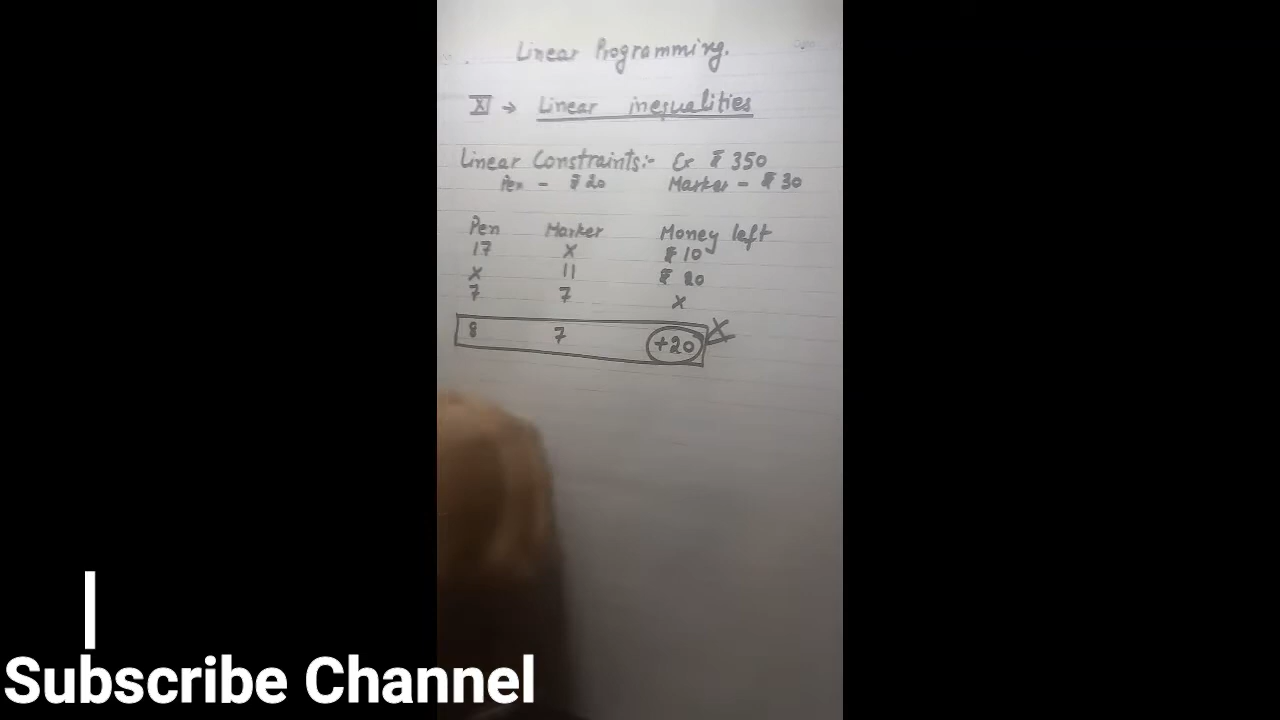 Linear Programming.
XI → Linear inequalities
Linear Constraints:- Ex ₹ 350
Pen - ₹ 20 Marker - ₹ 30
Pen Marker Money left
17 X ₹ 10
X 11 ₹ 20
7 7 X
8 7 +20 X
Subscribe Channel